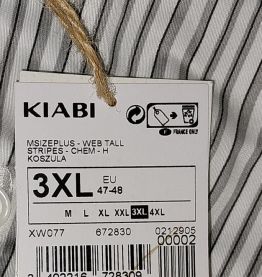 KIABI
F FRANCE ONLY
MSIZEPLUS - WEB TALL
STRIPES - CHEM - H
KOSZULA
3XL EU 47-48
M L XL XXL 3XL 4XL
XW077 672830 0212905
00002